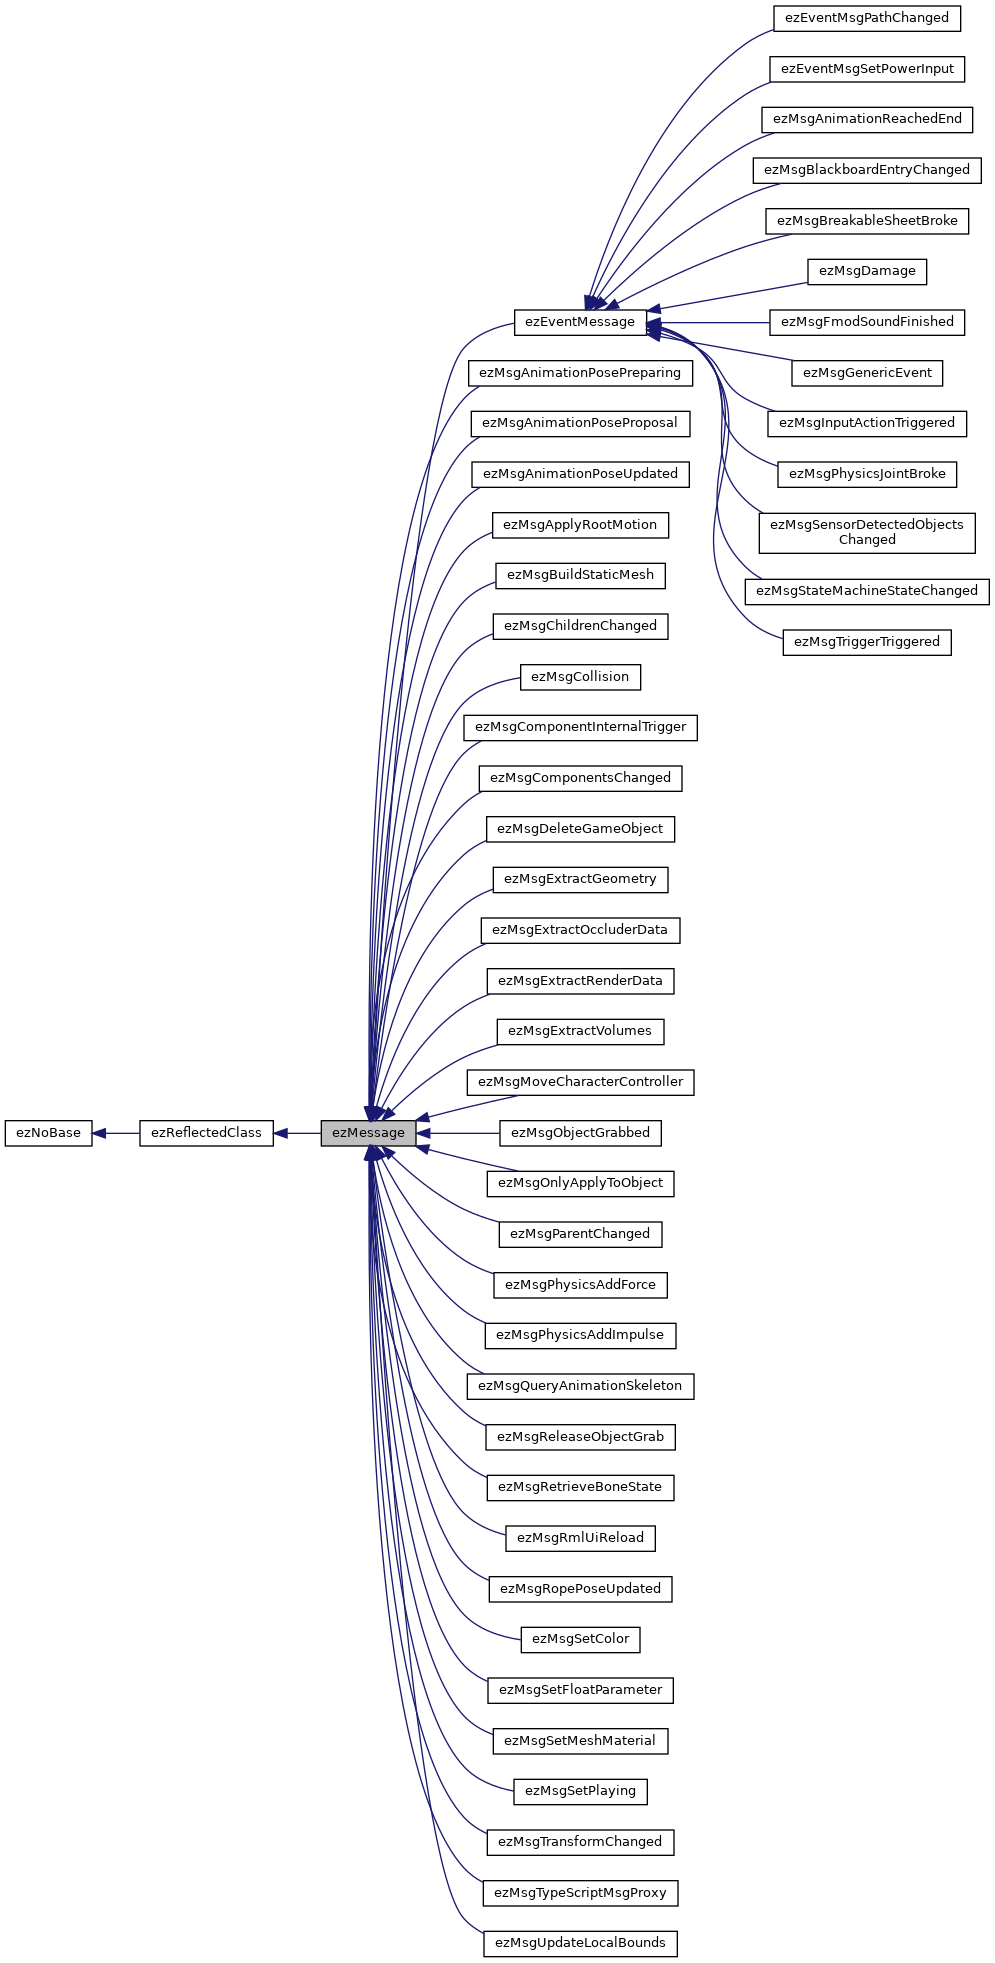 ezEventMsgPathChanged
ezEventMsgSetPowerInput
ezMsgAnimationReachedEnd
ezMsgBlackboardEntryChanged
ezMsgBreakableSheetBroke
ezMsgDamage
ezEventMessage
ezMsgFmodSoundFinished
ezMsgAnimationPosePreparing
ezMsgGenericEvent
ezMsgAnimationPoseProposal
ezMsgInputActionTriggered
ezMsgAnimationPoseUpdated
ezMsgPhysicsJointBroke
ezMsgApplyRootMotion
ezMsgSensorDetectedObjects
Changed
ezMsgBuildStaticMesh
ezMsgStateMachineStateChanged
ezMsgChildrenChanged
ezMsgTriggerTriggered
ezMsgCollision
ezMsgComponentInternalTrigger
ezMsgComponentsChanged
ezMsgDeleteGameObject
ezMsgExtractGeometry
ezMsgExtractOccluderData
ezMsgExtractRenderData
ezMsgExtractVolumes
ezMsgMoveCharacterController
ezNoBase
ezReflectedClass
ezMessage
ezMsgObjectGrabbed
ezMsgOnlyApplyToObject
ezMsgParentChanged
ezMsgPhysicsAddForce
ezMsgPhysicsAddImpulse
ezMsgQueryAnimationSkeleton
ezMsgReleaseObjectGrab
ezMsgRetrieveBoneState
ezMsgRmlUiReload
ezMsgRopePoseUpdated
ezMsgSetColor
ezMsgSetFloatParameter
ezMsgSetMeshMaterial
ezMsgSetPlaying
ezMsgTransformChanged
ezMsgTypeScriptMsgProxy
ezMsgUpdateLocalBounds